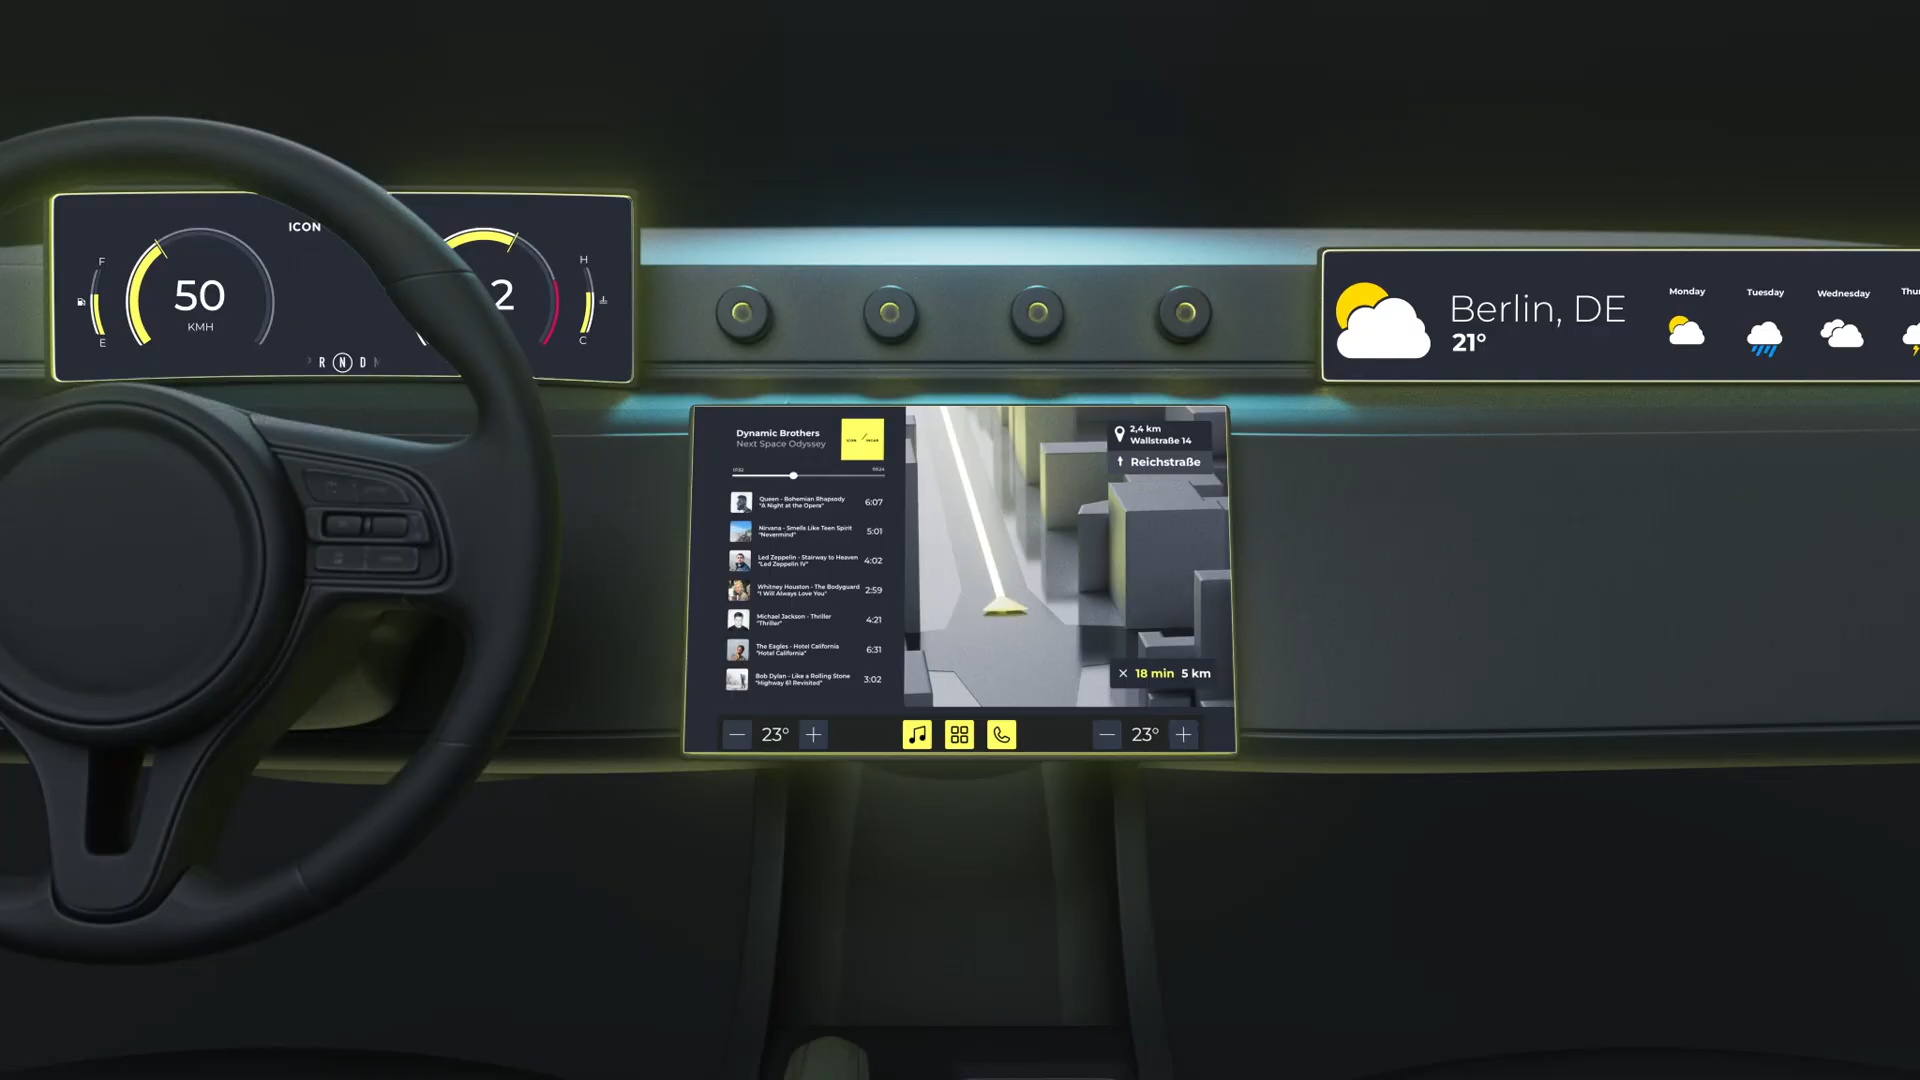 ICON
F
50
KMH
E
R N D
2
H
C
Berlin, DE
21°
Monday
Tuesday
Wednesday
Dynamic Brothers
Next Space Odyssey
Queen - Bohemian Rhapsody
"A Night at the Opera"
6:07
Nirvana - Smells Like Teen Spirit
"Nevermind"
5:01
Led Zeppelin - Stairway to Heaven
"Led Zeppelin IV"
4:02
Whitney Houston - The Bodyguard
"I Will Always Love You"
2:59
Michael Jackson - Thriller
"Thriller"
4:21
The Eagles - Hotel California
"Hotel California"
6:31
Bob Dylan - Like a Rolling Stone
"Highway 61 Revisited"
3:02
2,4 km
Wallstraße 14
Reichstraße
18 min 5 km
23°
23°